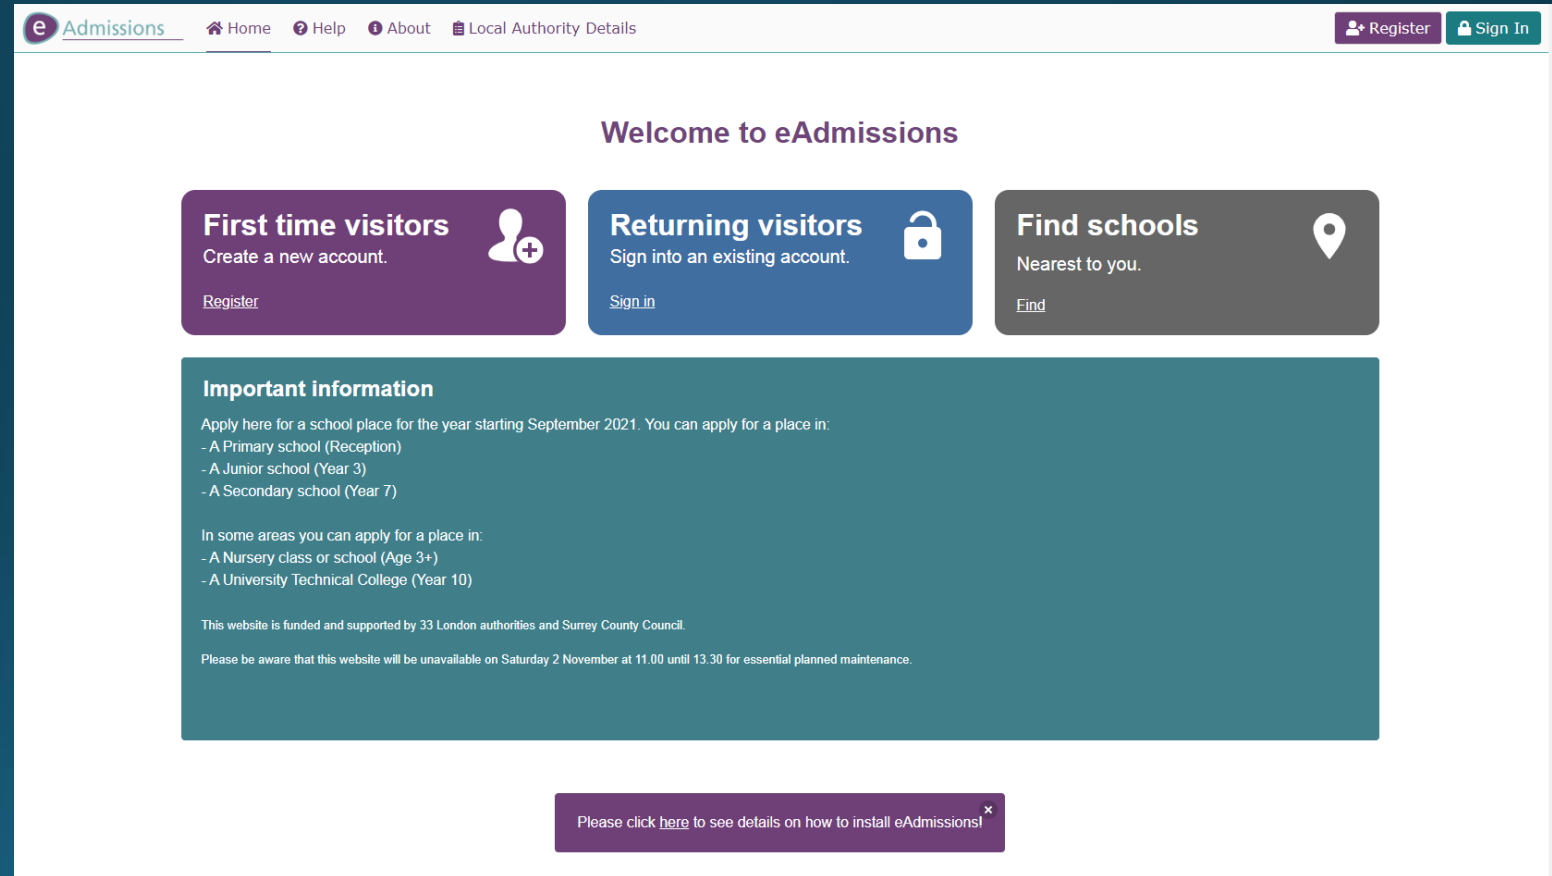 e Admissions
Home
Help
About
Local Authority Details
Register
Sign In
Welcome to eAdmissions
First time visitors
Create a new account.
Register
Returning visitors
Sign into an existing account.
Sign in
Find schools
Nearest to you.
Find
Important information
Apply here for a school place for the year starting September 2021. You can apply for a place in:
- A Primary school (Reception)
- A Junior school (Year 3)
- A Secondary school (Year 7)
In some areas you can apply for a place in:
- A Nursery class or school (Age 3+)
- A University Technical College (Year 10)
This website is funded and supported by 33 London authorities and Surrey County Council.
Please be aware that this website will be unavailable on Saturday 2 November at 11.00 until 13.30 for essential planned maintenance.
Please click here to see details on how to install eAdmissions!